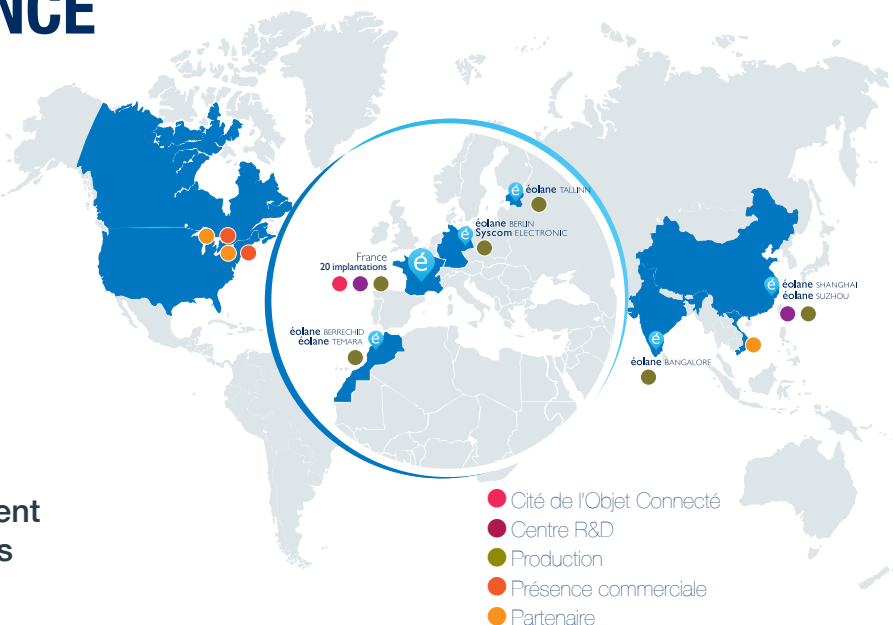 NCE
é éolane TALLINN
éolane BERLIN
é Syscom ELECTRONIC
France
20 implantations
é
éolane BERRECHID
éolane TEMARA
é
é éolane SHANGHAI
éolane SUZHOU
é
éolane BANGALORE
ent
s
Cité de l'Objet Connecté
Centre R&D
Production
Présence commerciale
Partenaire